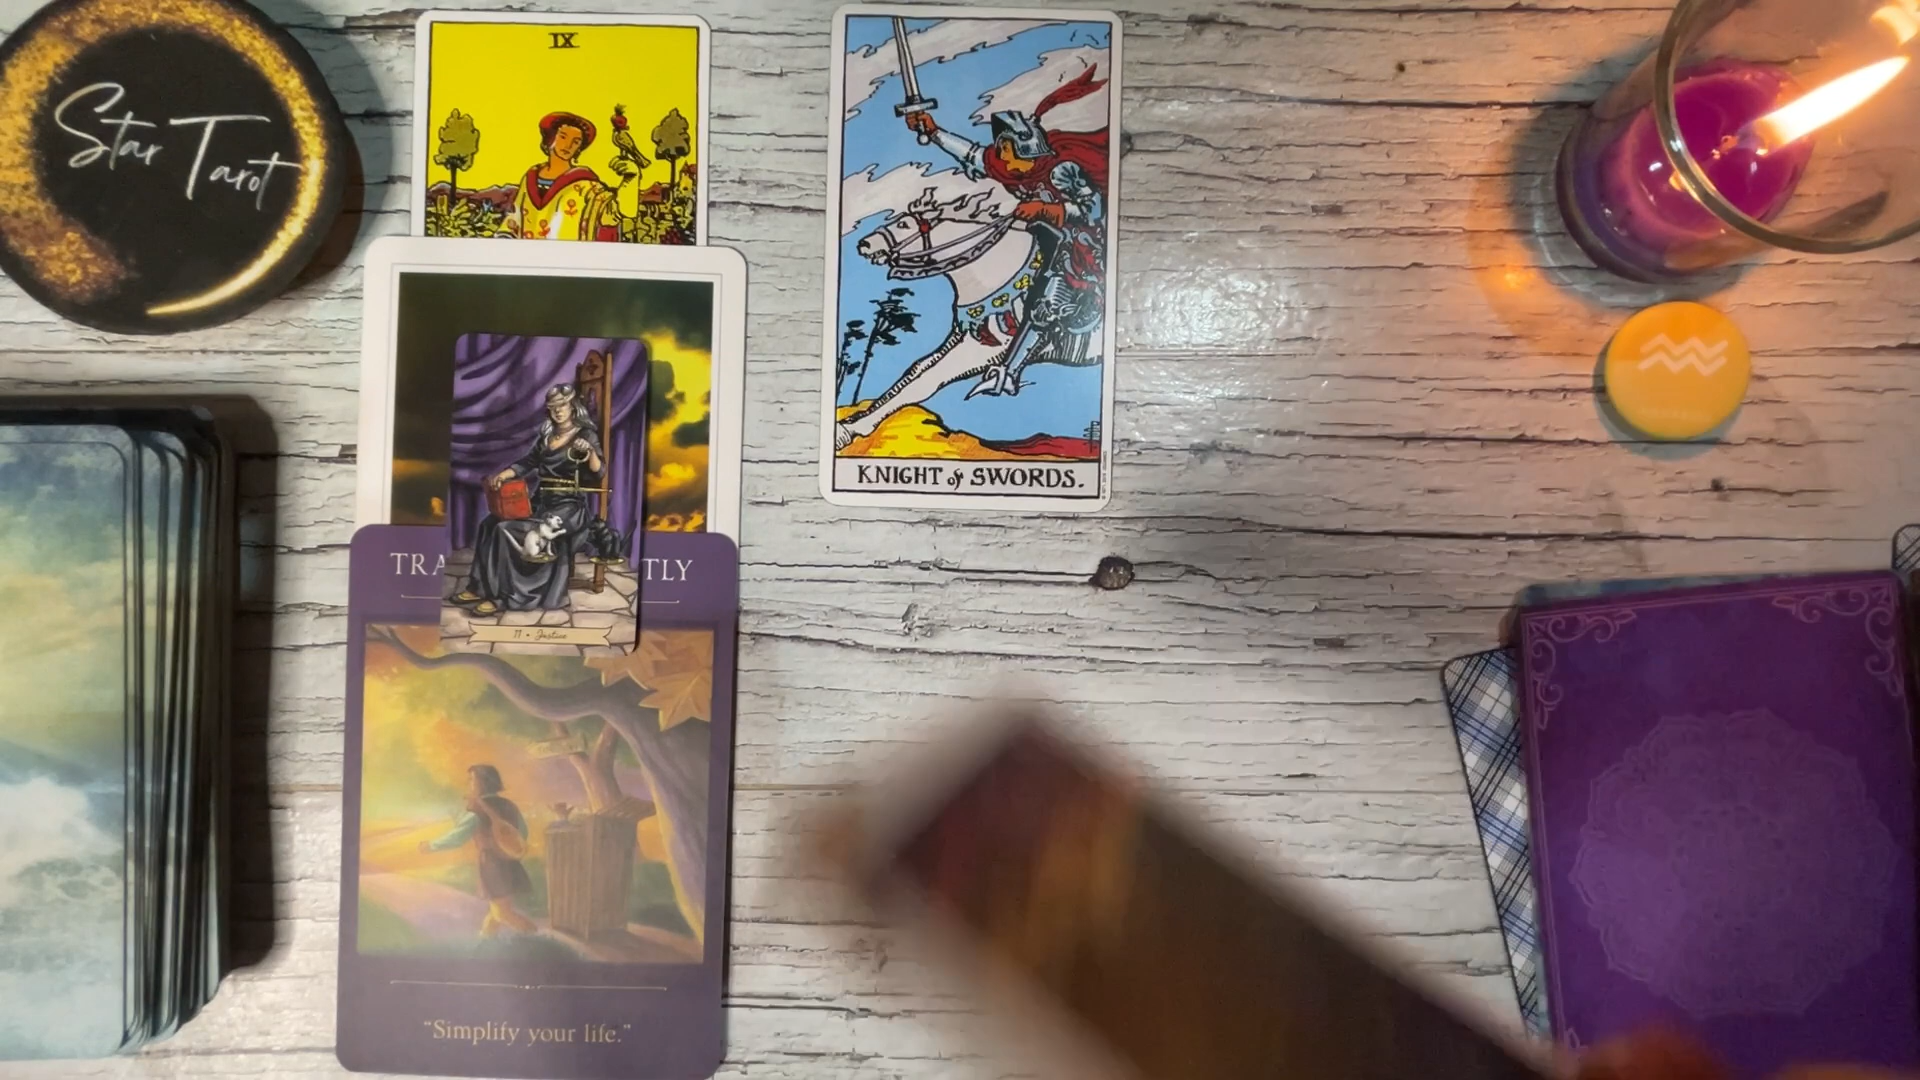 Star Tarot
IX
KNIGHT of SWORDS.
TRA
TLY
11 • Justice
"Simplify your life."